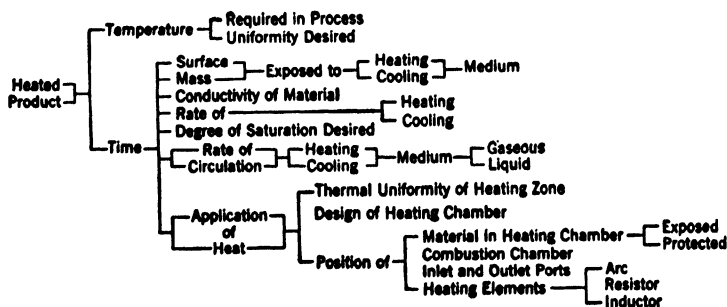 Heated
Product
Temperature
Required in Process
Uniformity Desired
Time
Surface
Mass
Exposed to
Heating
Cooling
Medium
Conductivity of Material
Rate of
Heating
Cooling
Degree of Saturation Desired
Rate of
Circulation
Heating
Cooling
Medium
Gaseous
Liquid
Application
of
Heat
Thermal Uniformity of Heating Zone
Design of Heating Chamber
Position of
Material in Heating Chamber
Exposed
Protected
Combustion Chamber
Inlet and Outlet Ports
Heating Elements
Arc
Resistor
Inductor